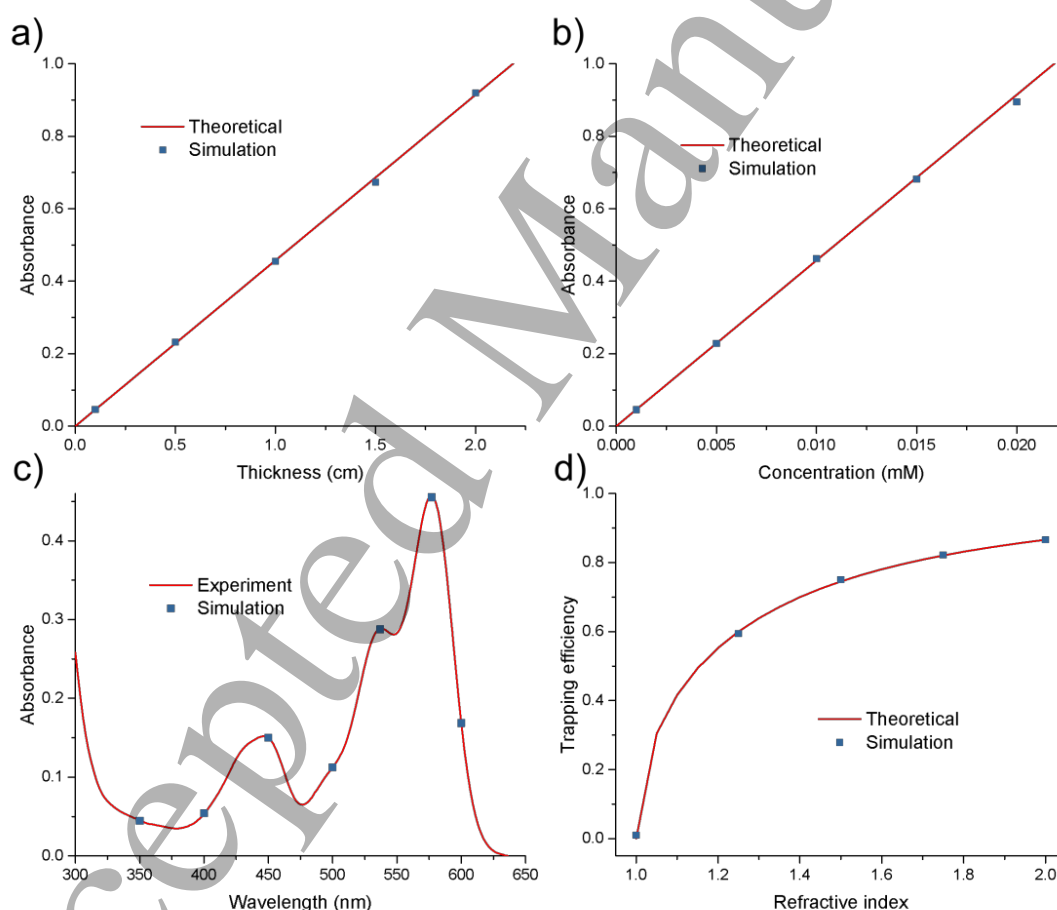 a)
1.0
0.8
0.6
0.4
0.2
0.0
Absorbance
Theoretical
Simulation
0.0 0.5 1.0 1.5 2.0
Thickness (cm)
b)
1.0
0.8
0.6
0.4
0.2
0.0
Absorbance
Theoretical
Simulation
0.000 0.005 0.010 0.015 0.020
Concentration (mM)
c)
0.4
0.3
0.2
0.1
0.0
Absorbance
Experiment
Simulation
300 350 400 450 500 550 600 650
Wavelength (nm)
d)
1.0
0.8
0.6
0.4
0.2
0.0
Trapping efficiency
Theoretical
Simulation
1.0 1.2 1.4 1.6 1.8 2.0
Refractive index
cepted Manu